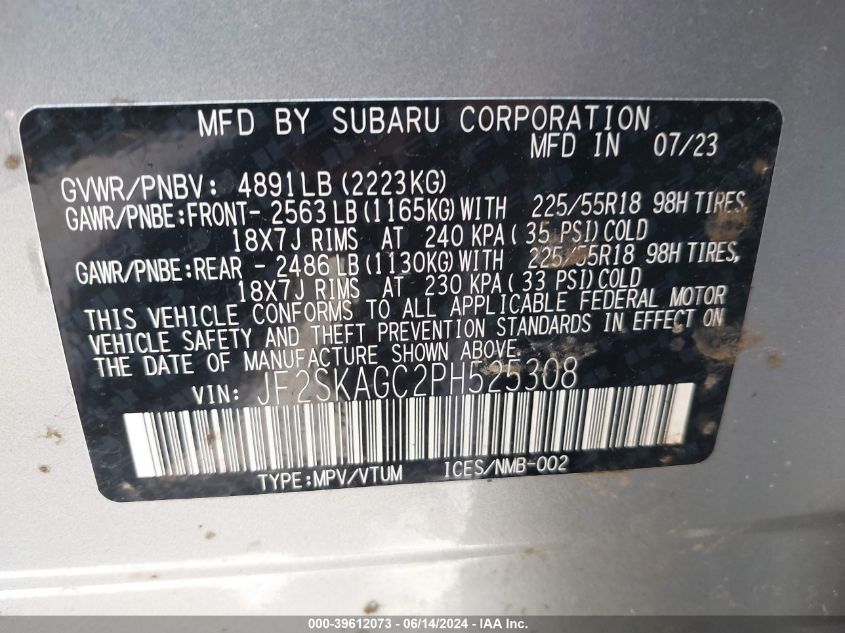 MFD BY SUBARU CORPORATION
MFD IN 07/23
GVWR/PNBV: 4891LB (2223KG)
GAWR/PNBE:FRONT- 2563 LB (1165KG)WITH 225/55R18 98H TIRES,
18X7J RIMS AT 240 KPA( 35 PSI)COLD
GAWR/PNBE:REAR - 2486 LB(1130KG)WITH 225/55R18 98H TIRES,
18X7J RIMS AT 230 KPA( 33 PSI)COLD
THIS VEHICLE CONFORMS TO ALL APPLICABLE FEDERAL MOTOR
VEHICLE SAFETY AND THEFT PREVENTION STANDARDS IN EFFECT ON
THE DATE OF MANUFACTURE SHOWN ABOVE.
VIN: JF2SKAGC2PH525308
TYPE:MPV/VTUM ICES/NMB-002
000-39612073 - 06/14/2024 - IAAI.com